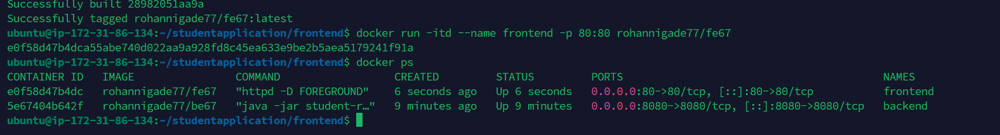 Successfully built 28982051aa9a
Successfully tagged rohannigade77/fe67:latest
ubuntu@ip-172-31-86-134:~/studentapplication/frontend$ docker run -itd --name frontend -p 80:80 rohannigade77/fe67
e0f58d47b4dca55abe740d022aa9a928fd8c45ea633e9be2b5aea5179241f91a
ubuntu@ip-172-31-86-134:~/studentapplication/frontend$ docker ps
CONTAINER ID   IMAGE                COMMAND                  CREATED         STATUS         PORTS                                         NAMES
e0f58d47b4dc   rohannigade77/fe67   "httpd -D FOREGROUND"    6 seconds ago   Up 6 seconds   0.0.0.0:80->80/tcp, [::]:80->80/tcp           frontend
5e67404b642f   rohannigade77/be67   "java -jar student-r…"   9 minutes ago   Up 9 minutes   0.0.0.0:8080->8080/tcp, [::]:8080->8080/tcp   backend
ubuntu@ip-172-31-86-134:~/studentapplication/frontend$